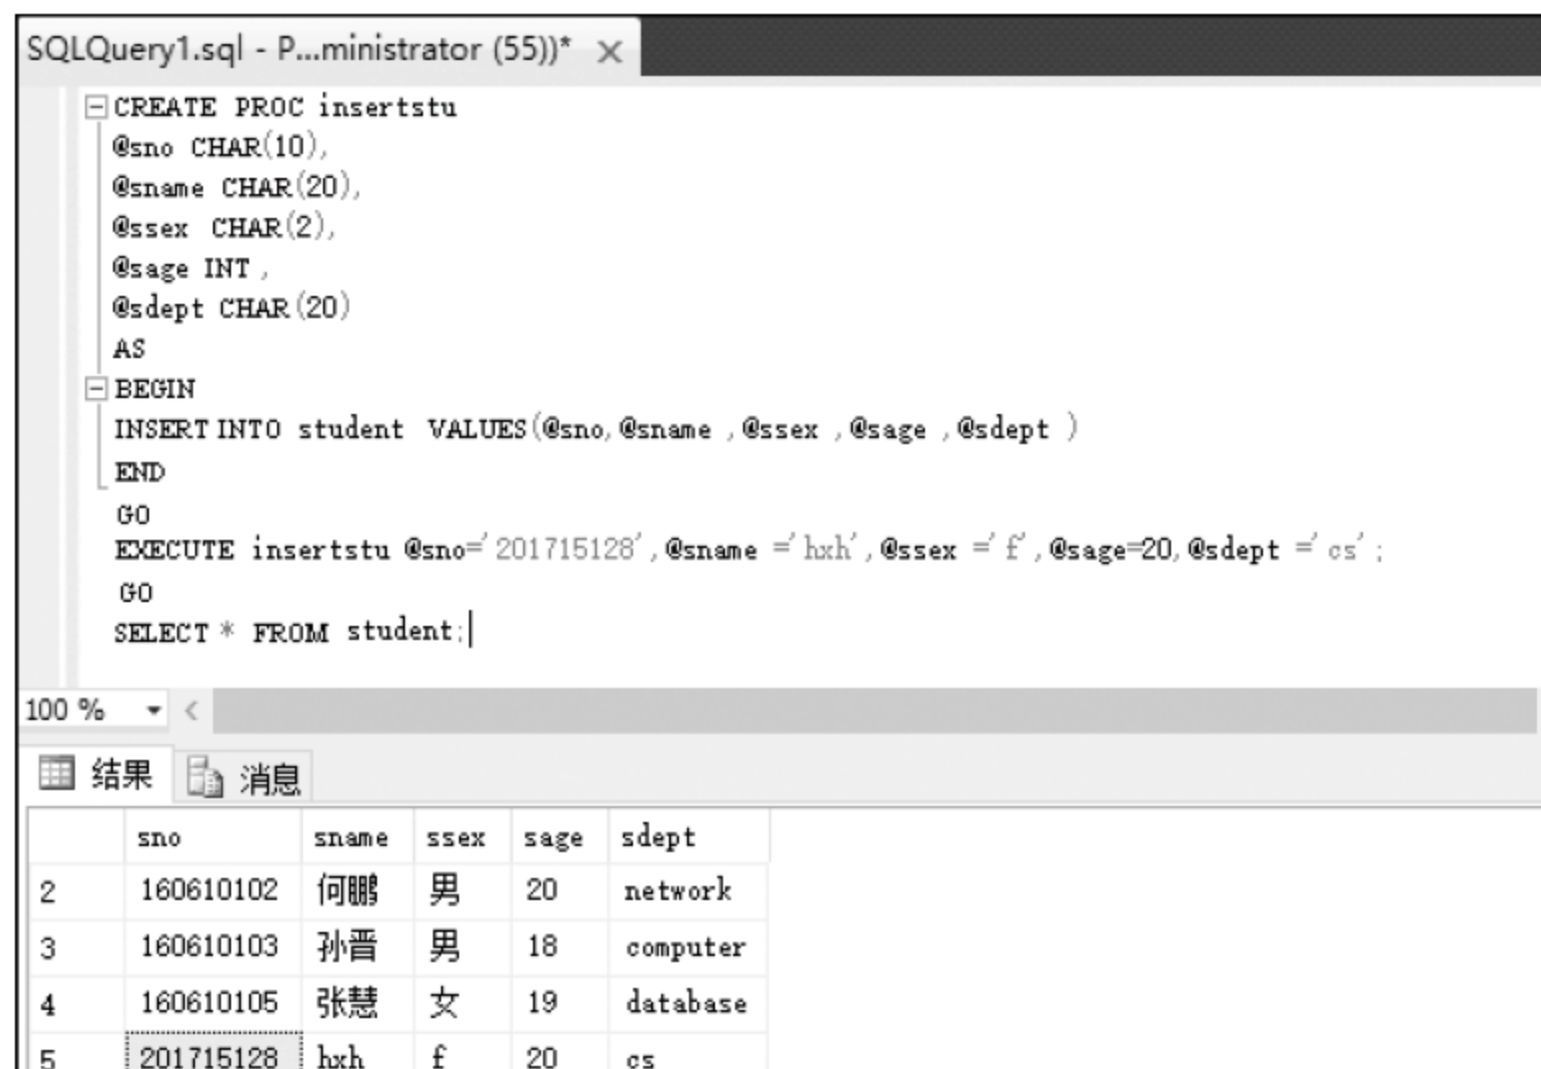 SQLQuery1.sql - P...ministrator (55))* ×
CREATE PROC insertstu
@sno CHAR(10),
@sname CHAR(20),
@ssex CHAR(2),
@sage INT ,
@sdept CHAR(20)
AS
BEGIN
INSERT INTO student VALUES(@sno,@sname ,@ssex ,@sage ,@sdept )
END
GO
EXECUTE insertstu @sno='201715128',@sname ='hxh',@ssex ='f',@sage=20,@sdept ='cs';
GO
SELECT * FROM student;
100 %
结果 消息
sno sname ssex sage sdept
2 160610102 何鹏 男 20 network
3 160610103 孙晋 男 18 computer
4 160610105 张慧 女 19 database
5 201715128 hxh f 20 cs